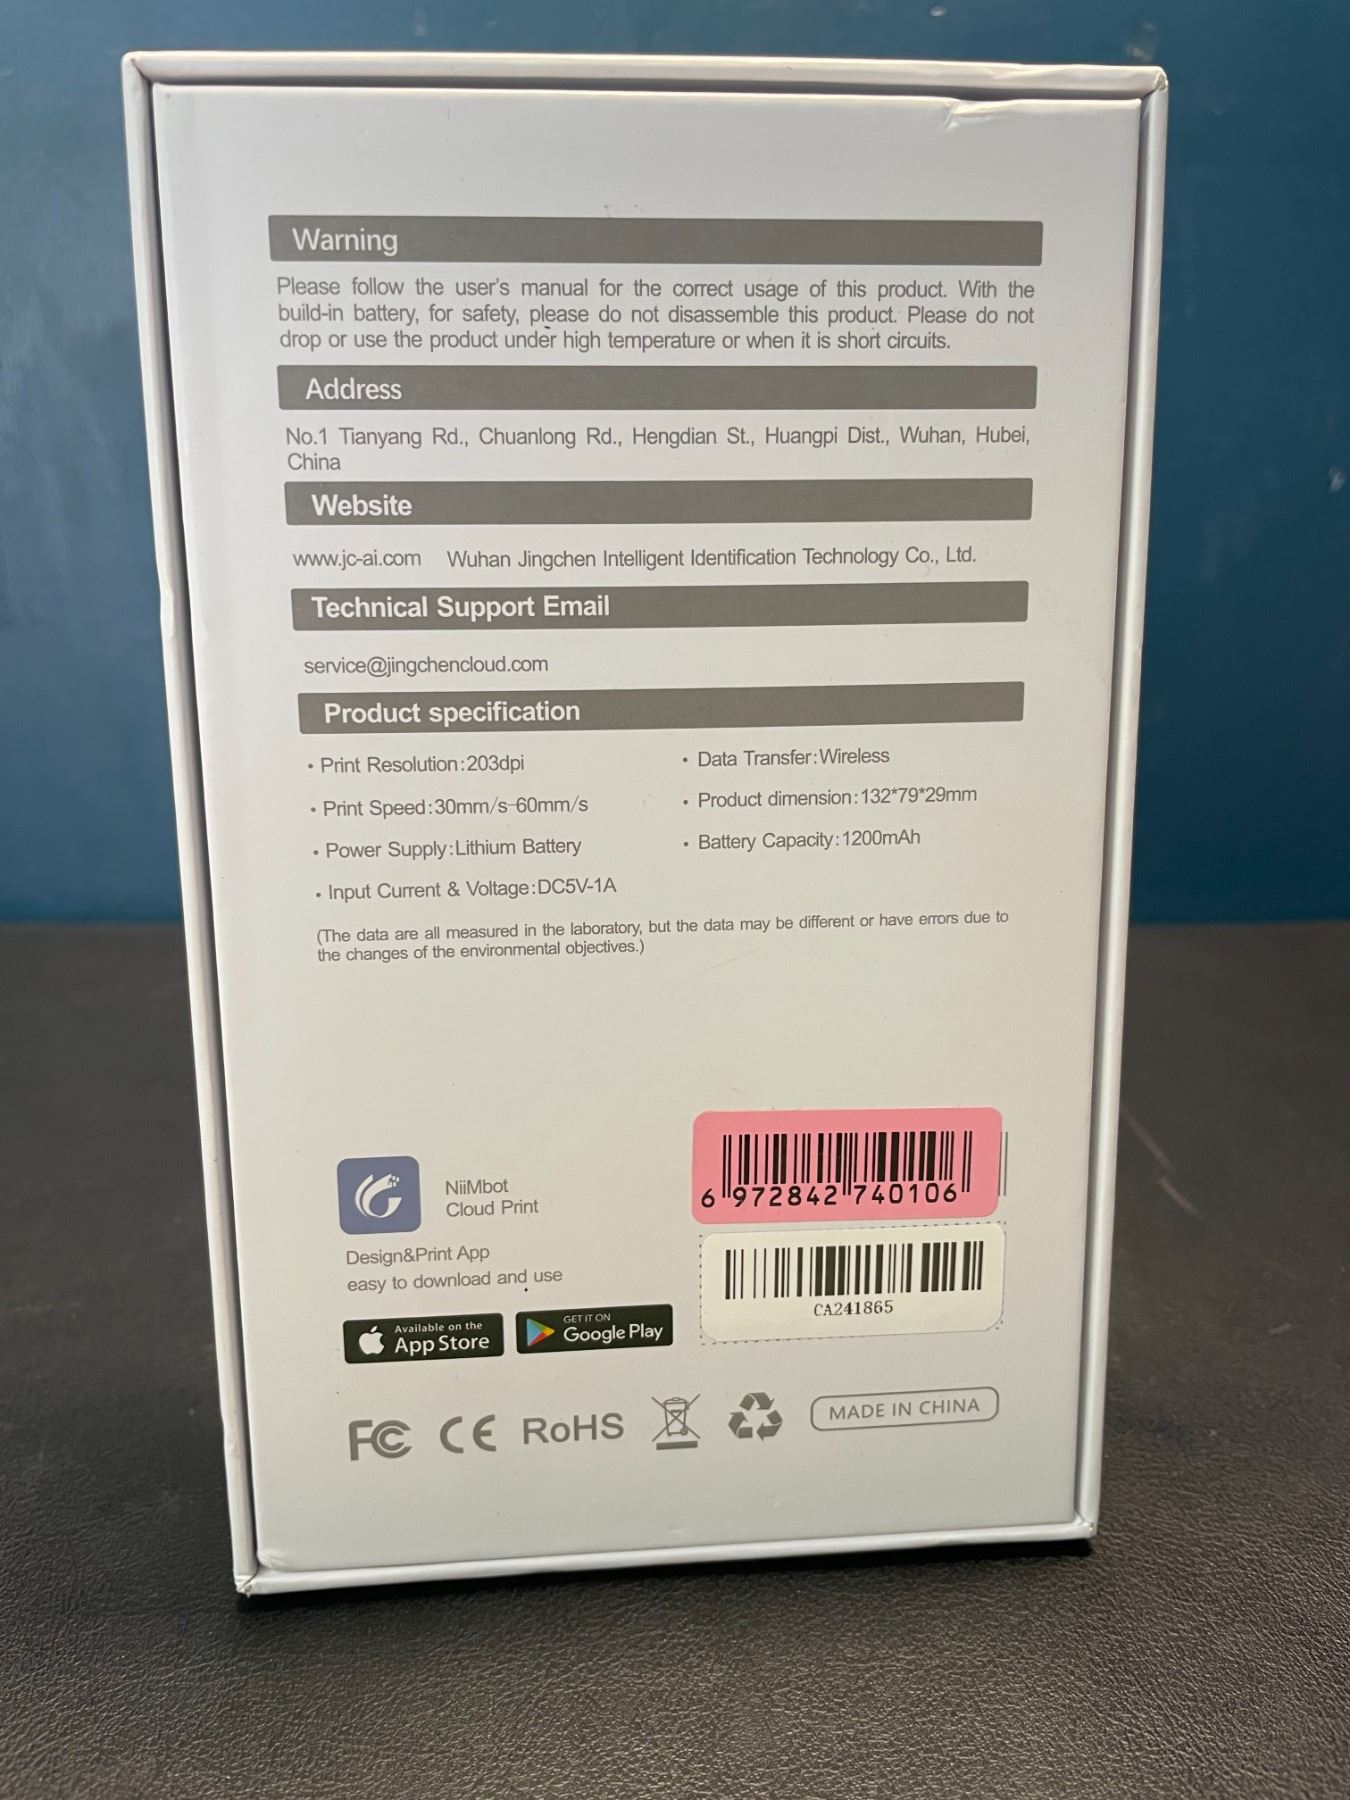 Warning
Please follow the user's manual for the correct usage of this product. With the
build-in battery, for safety, please do not disassemble this product. Please do not
drop or use the product under high temperature or when it is short circuits.
Address
No.1 Tianyang Rd., Chuanlong Rd., Hengdian St., Huangpi Dist., Wuhan, Hubei,
China
Website
www.jc-ai.com Wuhan Jingchen Intelligent Identification Technology Co., Ltd.
Technical Support Email
service@jingchencloud.com
Product specification
• Print Resolution:203dpi
• Print Speed:30mm/s-60mm/s
• Power Supply:Lithium Battery
• Input Current & Voltage:DC5V-1A
• Data Transfer:Wireless
• Product dimension:132*79*29mm
• Battery Capacity:1200mAh
(The data are all measured in the laboratory, but the data may be different or have errors due to
the changes of the environmental objectives.)
NiiMbot
Cloud Print
Design&Print App
easy to download and use
Available on the
App Store
GET IT ON
Google Play
6 972842 740106
CA241865
FC CE RoHS
MADE IN CHINA